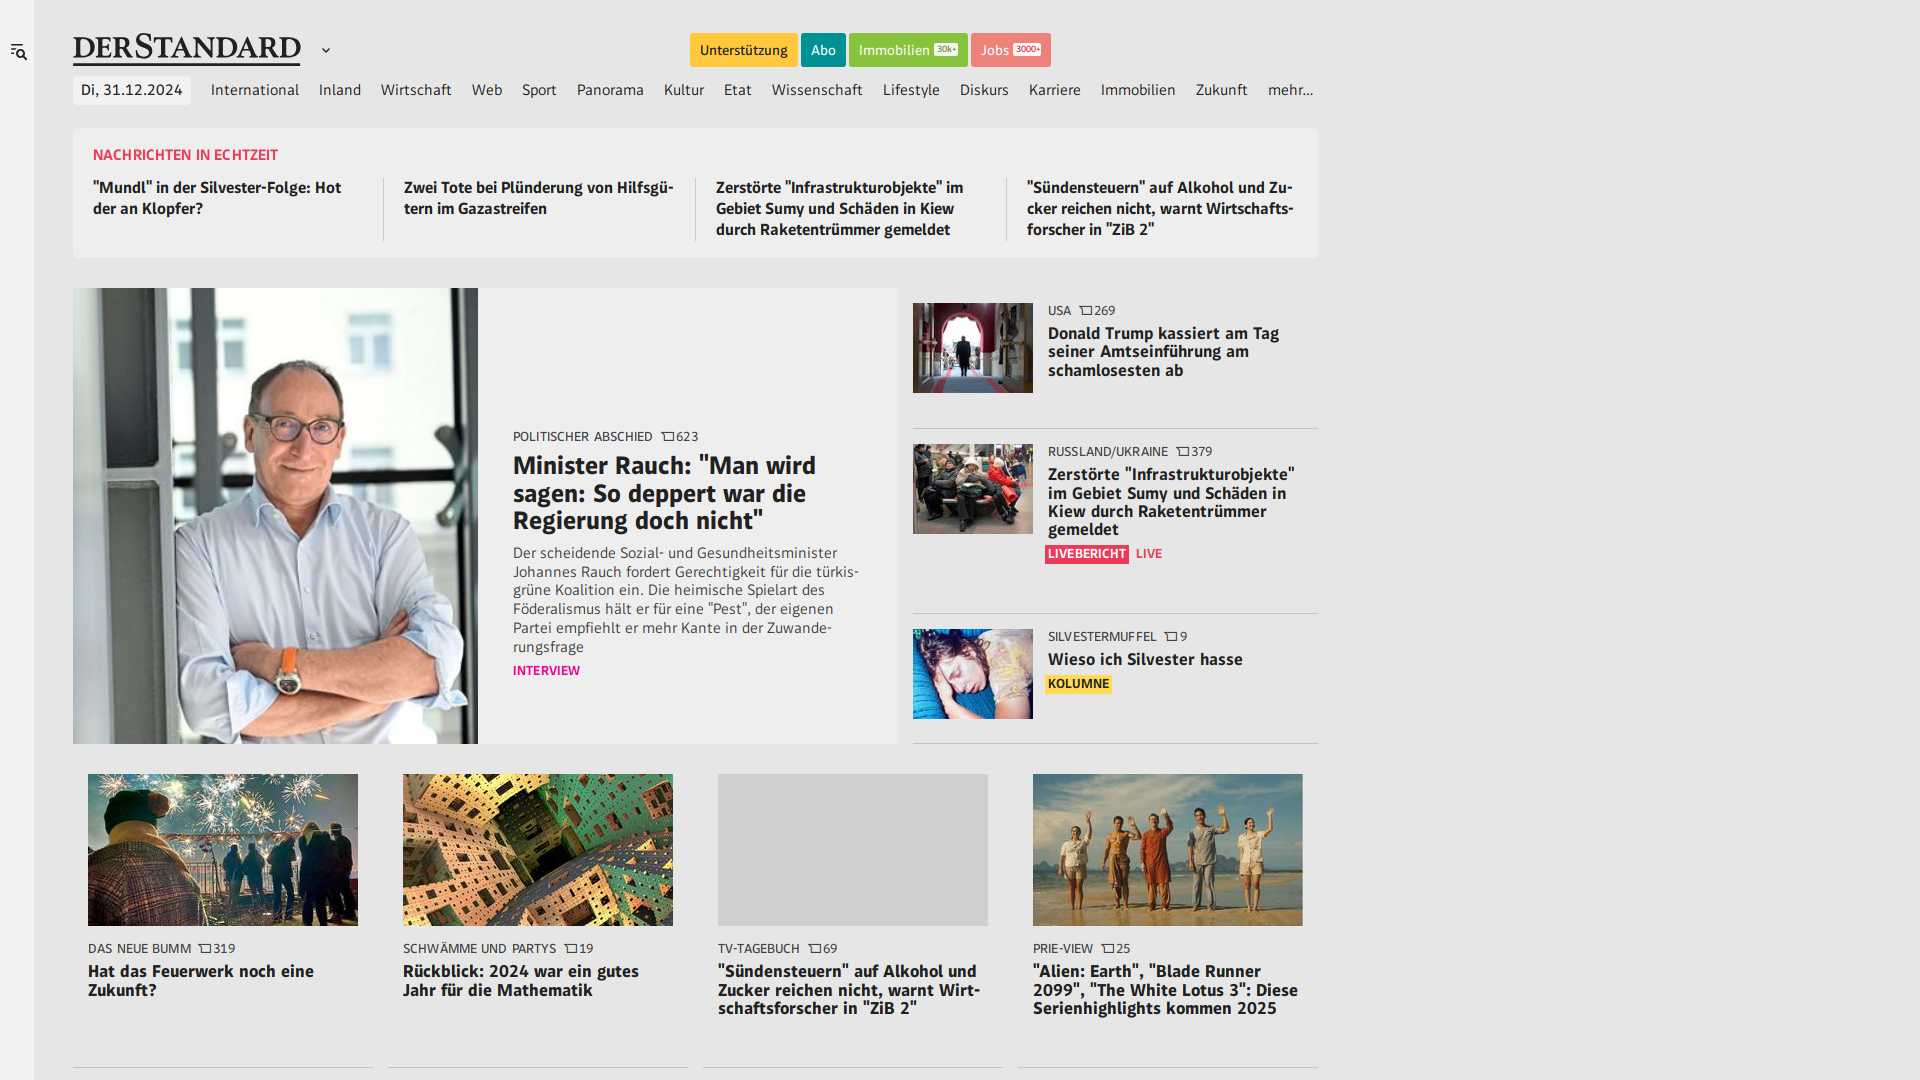 DERSTANDARD
Unterstützung
Abo
Immobilien 30k+
Jobs 3000+
Di, 31.12.2024
International
Inland
Wirtschaft
Web
Sport
Panorama
Kultur
Etat
Wissenschaft
Lifestyle
Diskurs
Karriere
Immobilien
Zukunft
mehr...
NACHRICHTEN IN ECHTZEIT
"Mundl" in der Silvester-Folge: Hot
der an Klopfer?
Zwei Tote bei Plünderung von Hilfsgü-
tern im Gazastreifen
Zerstörte "Infrastrukturobjekte" im
Gebiet Sumy und Schäden in Kiew
durch Raketentrümmer gemeldet
"Sündensteuern" auf Alkohol und Zu-
cker reichen nicht, warnt Wirtschafts-
forscher in "ZiB 2"
POLITISCHER ABSCHIED 623
Minister Rauch: "Man wird
sagen: So deppert war die
Regierung doch nicht"
Der scheidende Sozial- und Gesundheitsminister
Johannes Rauch fordert Gerechtigkeit für die türkis-
grüne Koalition ein. Die heimische Spielart des
Föderalismus hält er für eine "Pest", der eigenen
Partei empfiehlt er mehr Kante in der Zuwande-
rungsfrage
INTERVIEW
USA 269
Donald Trump kassiert am Tag
seiner Amtseinführung am
schamlosesten ab
RUSSLAND/UKRAINE 379
Zerstörte "Infrastrukturobjekte"
im Gebiet Sumy und Schäden in
Kiew durch Raketentrümmer
gemeldet
LIVEBERICHT LIVE
SILVESTERMUFFEL 9
Wieso ich Silvester hasse
KOLUMNE
DAS NEUE BUMM 319
Hat das Feuerwerk noch eine
Zukunft?
SCHWÄMME UND PARTYS 19
Rückblick: 2024 war ein gutes
Jahr für die Mathematik
TV-TAGEBUCH 69
"Sündensteuern" auf Alkohol und
Zucker reichen nicht, warnt Wirt-
schaftsforscher in "ZiB 2"
PRIE-VIEW 25
"Alien: Earth", "Blade Runner
2099", "The White Lotus 3": Diese
Serienhighlights kommen 2025